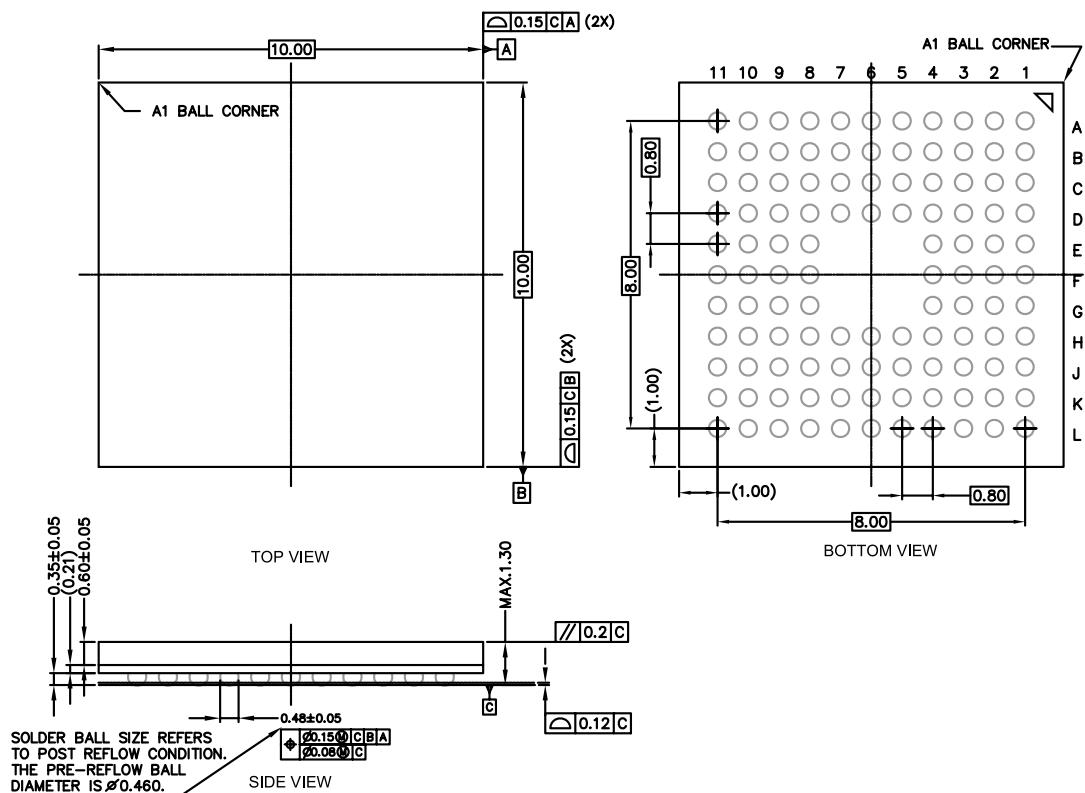 ⌓ 0.15 C A (2X)
10.00
A
A1 BALL CORNER
10.00
⌓ 0.15 C B (2X)
B
TOP VIEW
A1 BALL CORNER
11 10 9 8 7 6 5 4 3 2 1
A
B
C
D
E
F
G
H
J
K
L
0.80
8.00
(1.00)
(1.00)
0.80
8.00
BOTTOM VIEW
0.35±0.05
(0.21)
0.60±0.05
MAX.1.30
// 0.2 C
C
⌓ 0.12 C
0.48±0.05
⌖ Ø0.15Ⓜ C B A
Ø0.08Ⓜ C
SOLDER BALL SIZE REFERS
TO POST REFLOW CONDITION.
THE PRE-REFLOW BALL
DIAMETER IS Ø0.460.
SIDE VIEW